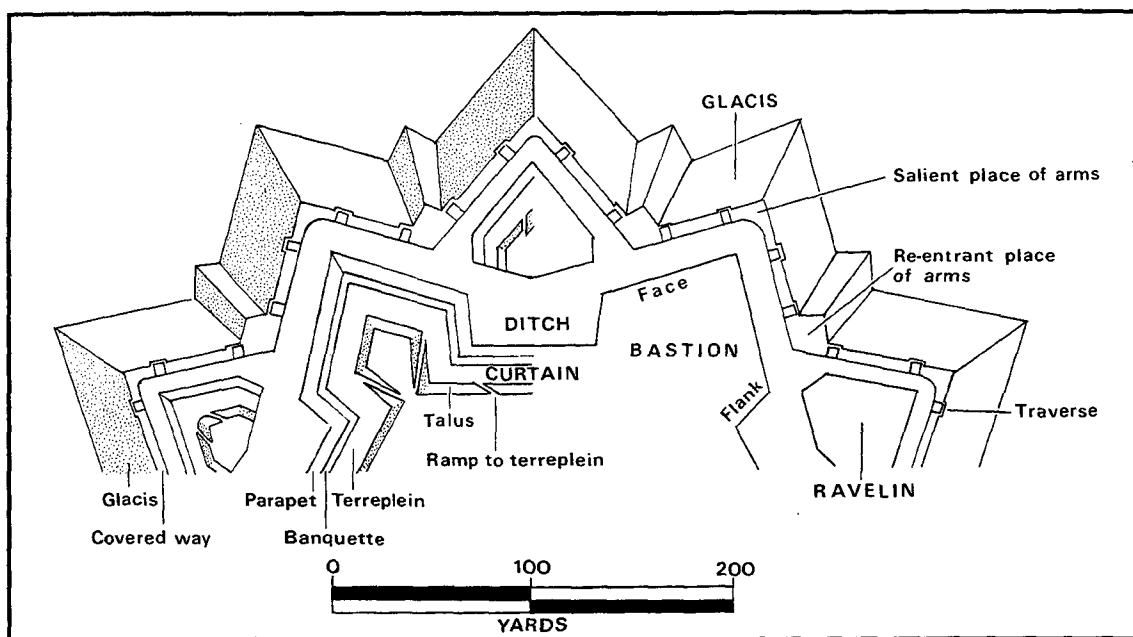 GLACIS
Salient place of arms
Re-entrant place
of arms
Face
DITCH
BASTION
CURTAIN
Flank
Talus
Traverse
Ramp to terreplein
RAVELIN
Glacis
Parapet
Terreplein
Covered way
Banquette
0 100 200
YARDS